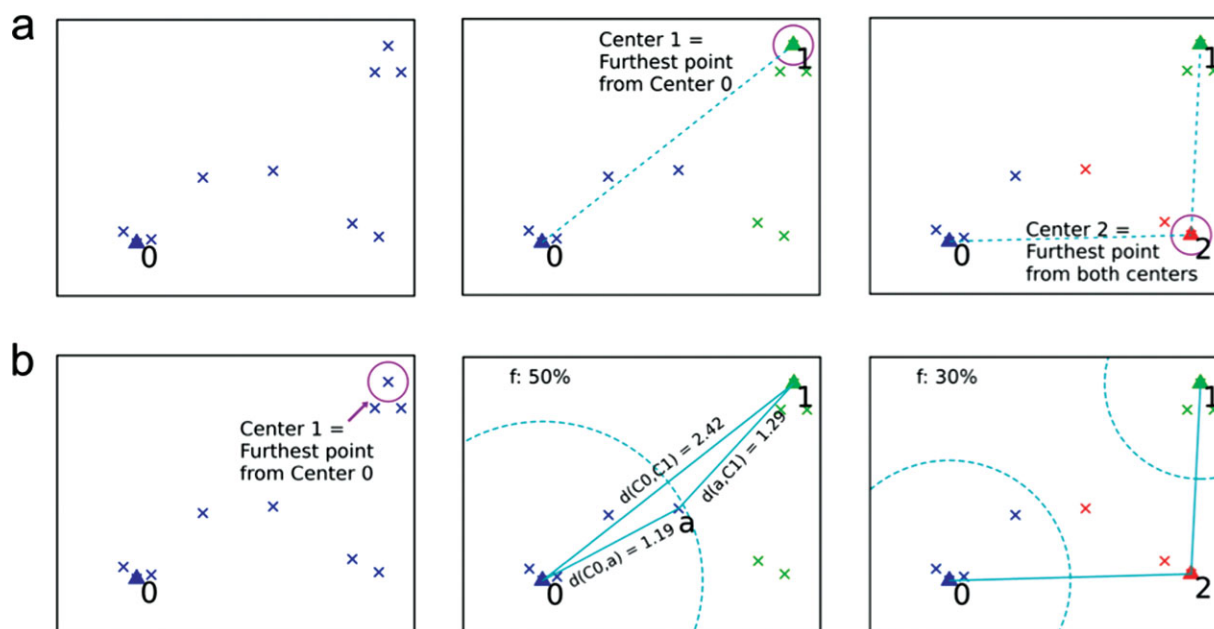 a
0
Center 1 =
Furthest point
from Center 0
1
0
1
Center 2 =
Furthest point
from both centers
0
2
b
Center 1 =
Furthest point
from Center 0
0
f: 50%
1
d(C0,C1) = 2.42
d(a,C1) = 1.29
a
d(C0,a) = 1.19
0
f: 30%
1
0
2